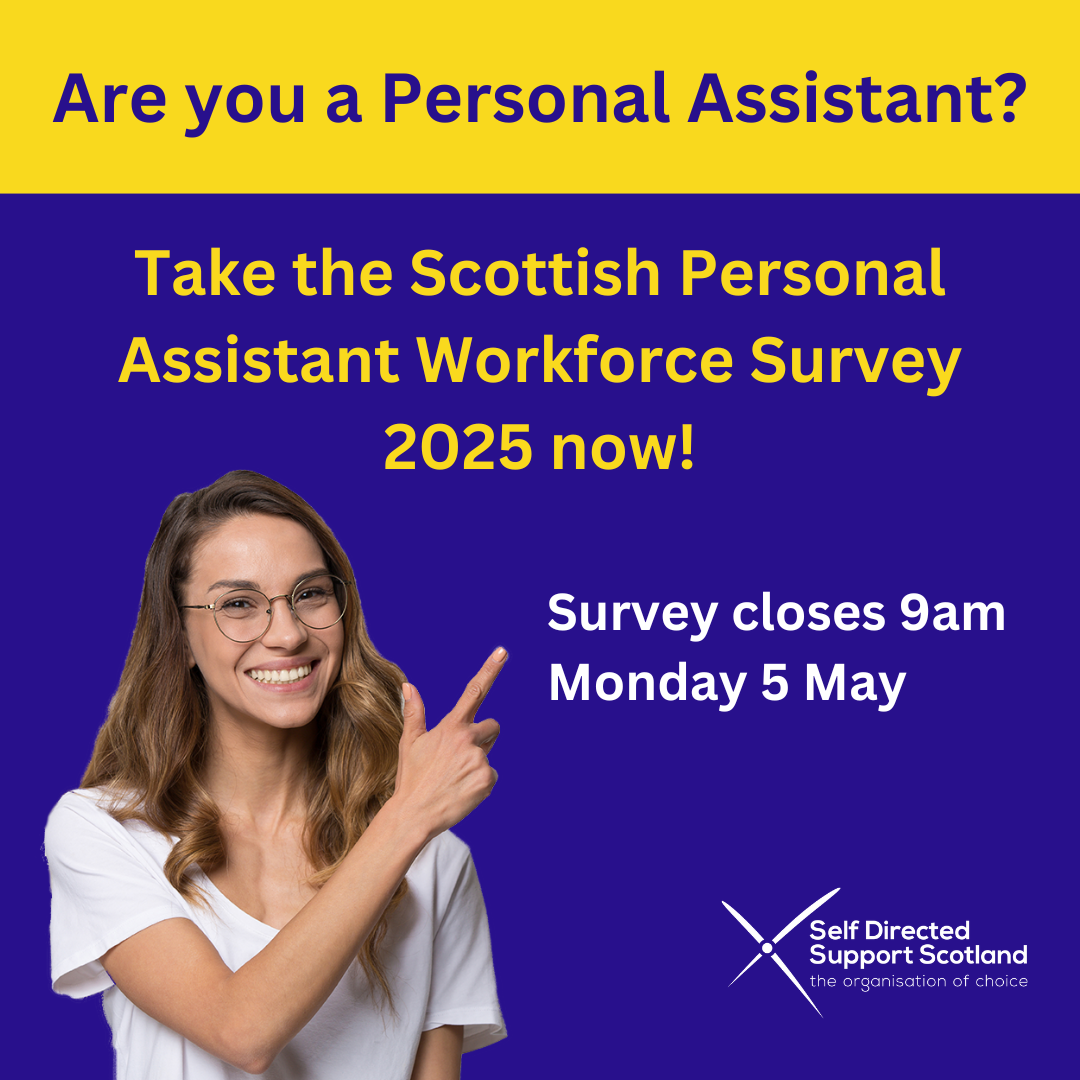 Are you a Personal Assistant?
Take the Scottish Personal
Assistant Workforce Survey
2025 now!
Survey closes 9am
Monday 5 May
Self Directed
Support Scotland
the organisation of choice